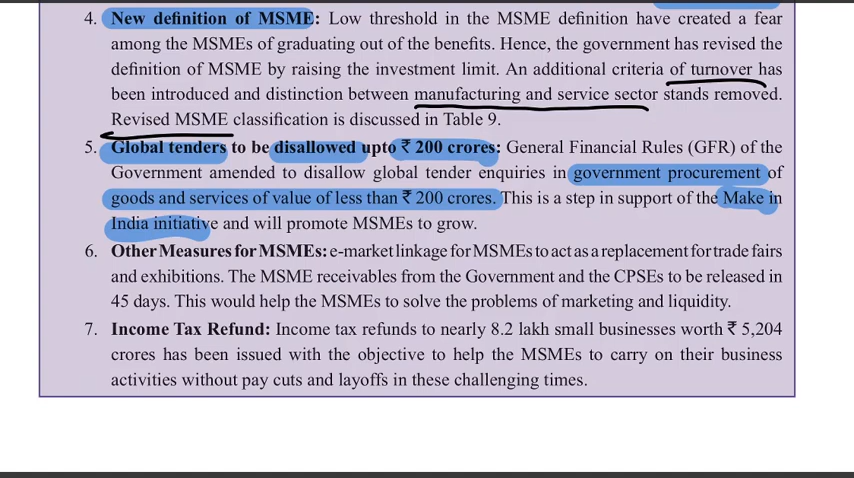 4. New definition of MSME: Low threshold in the MSME definition have created a fear
among the MSMEs of graduating out of the benefits. Hence, the government has revised the
definition of MSME by raising the investment limit. An additional criteria of turnover has
been introduced and distinction between manufacturing and service sector stands removed.
Revised MSME classification is discussed in Table 9.
5. Global tenders to be disallowed upto ₹ 200 crores: General Financial Rules (GFR) of the
Government amended to disallow global tender enquiries in government procurement of
goods and services of value of less than ₹ 200 crores. This is a step in support of the Make in
India initiative and will promote MSMEs to grow.
6. Other Measures for MSMEs: e-market linkage for MSMEs to act as a replacement for trade fairs
and exhibitions. The MSME receivables from the Government and the CPSEs to be released in
45 days. This would help the MSMEs to solve the problems of marketing and liquidity.
7. Income Tax Refund: Income tax refunds to nearly 8.2 lakh small businesses worth ₹ 5,204
crores has been issued with the objective to help the MSMEs to carry on their business
activities without pay cuts and layoffs in these challenging times.